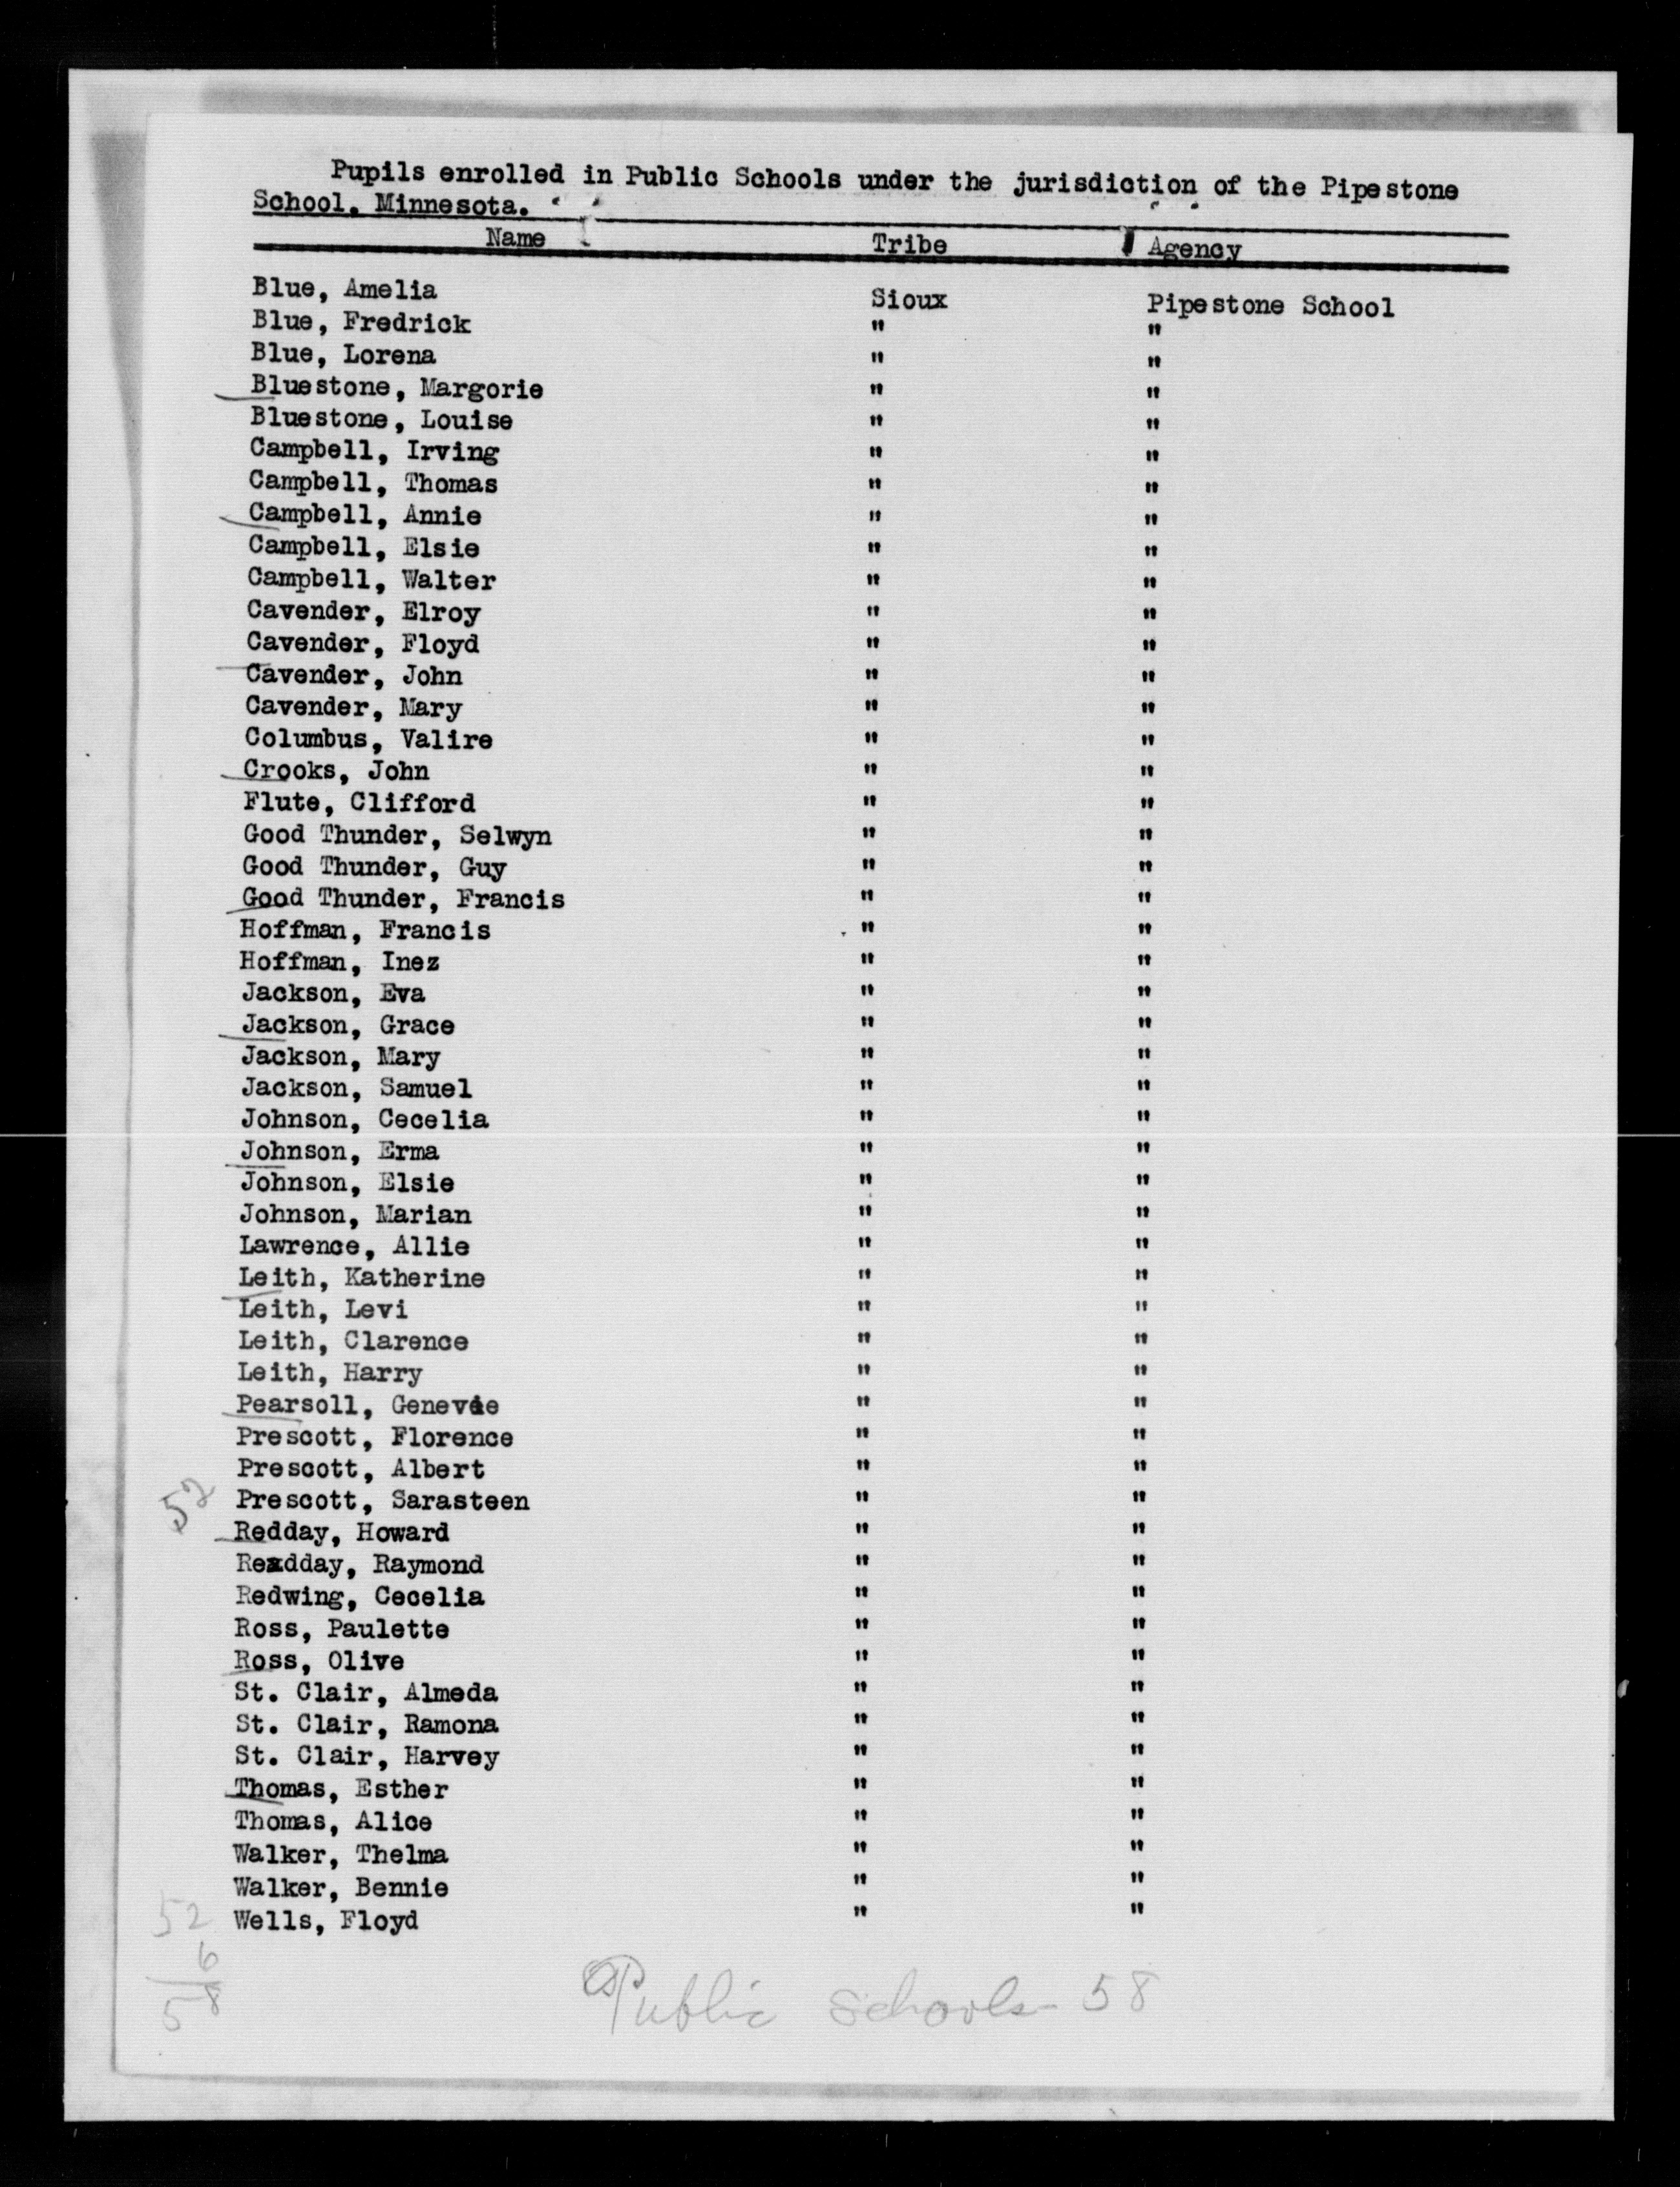 Pupils enrolled in Public Schools under the jurisdiction of the Pipestone
School, Minnesota.
Name Tribe Agency
Blue, Amelia Sioux Pipestone School
Blue, Fredrick " "
Blue, Lorena " "
Bluestone, Margorie " "
Bluestone, Louise " "
Campbell, Irving " "
Campbell, Thomas " "
Campbell, Annie " "
Campbell, Elsie " "
Campbell, Walter " "
Cavender, Elroy " "
Cavender, Floyd " "
Cavender, John " "
Cavender, Mary " "
Columbus, Valire " "
Crooks, John " "
Flute, Clifford " "
Good Thunder, Selwyn " "
Good Thunder, Guy " "
Good Thunder, Francis " "
Hoffman, Francis " "
Hoffman, Inez " "
Jackson, Eva " "
Jackson, Grace " "
Jackson, Mary " "
Jackson, Samuel " "
Johnson, Cecelia " "
Johnson, Erma " "
Johnson, Elsie " "
Johnson, Marian " "
Lawrence, Allie " "
Leith, Katherine " "
Leith, Levi " "
Leith, Clarence " "
Leith, Harry " "
Pearsoll, Genevie " "
Prescott, Florence " "
Prescott, Albert " "
52 Prescott, Sarasteen " "
Redday, Howard " "
Readday, Raymond " "
Redwing, Cecelia " "
Ross, Paulette " "
Ross, Olive " "
St. Clair, Almeda " "
St. Clair, Ramona " "
St. Clair, Harvey " "
Thomas, Esther " "
Thomas, Alice " "
Walker, Thelma " "
Walker, Bennie " "
52 Wells, Floyd " "
6
58
Public Schools - 58